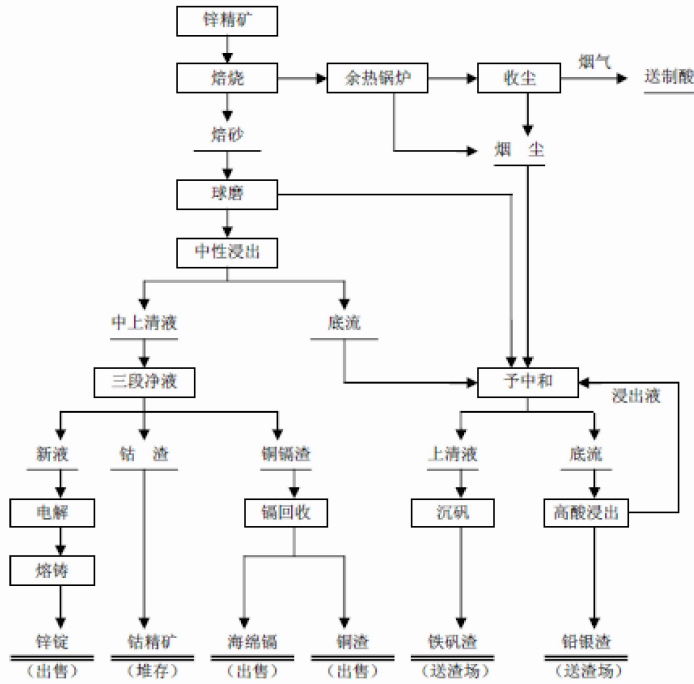 锌精矿
焙烧
余热锅炉
收尘
烟气
送制酸
焙砂
烟 尘
球磨
中性浸出
中上清液
底流
三段净液
予中和
浸出液
新液
钴 渣
铜镉渣
上清液
底流
电解
镉回收
沉矾
高酸浸出
熔铸
锌锭
钴精矿
海绵镉
铜渣
铁矾渣
铅银渣
（出售）
（堆存）
（出售）
（出售）
（送渣场）
（送渣场）